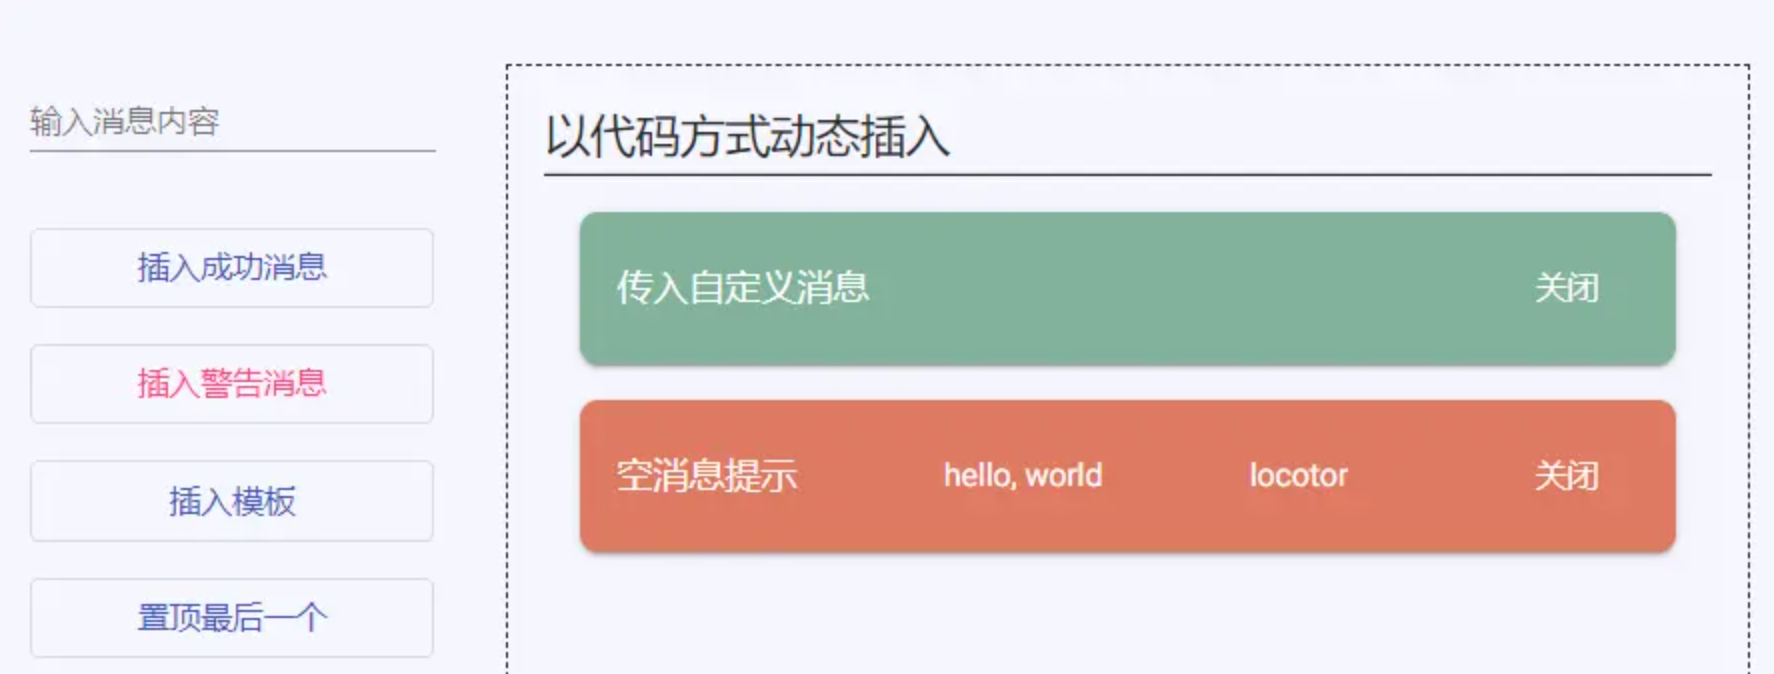 输入消息内容
插入成功消息
插入警告消息
插入模板
置顶最后一个
以代码方式动态插入
传入自定义消息 关闭
空消息提示 hello, world locotor 关闭